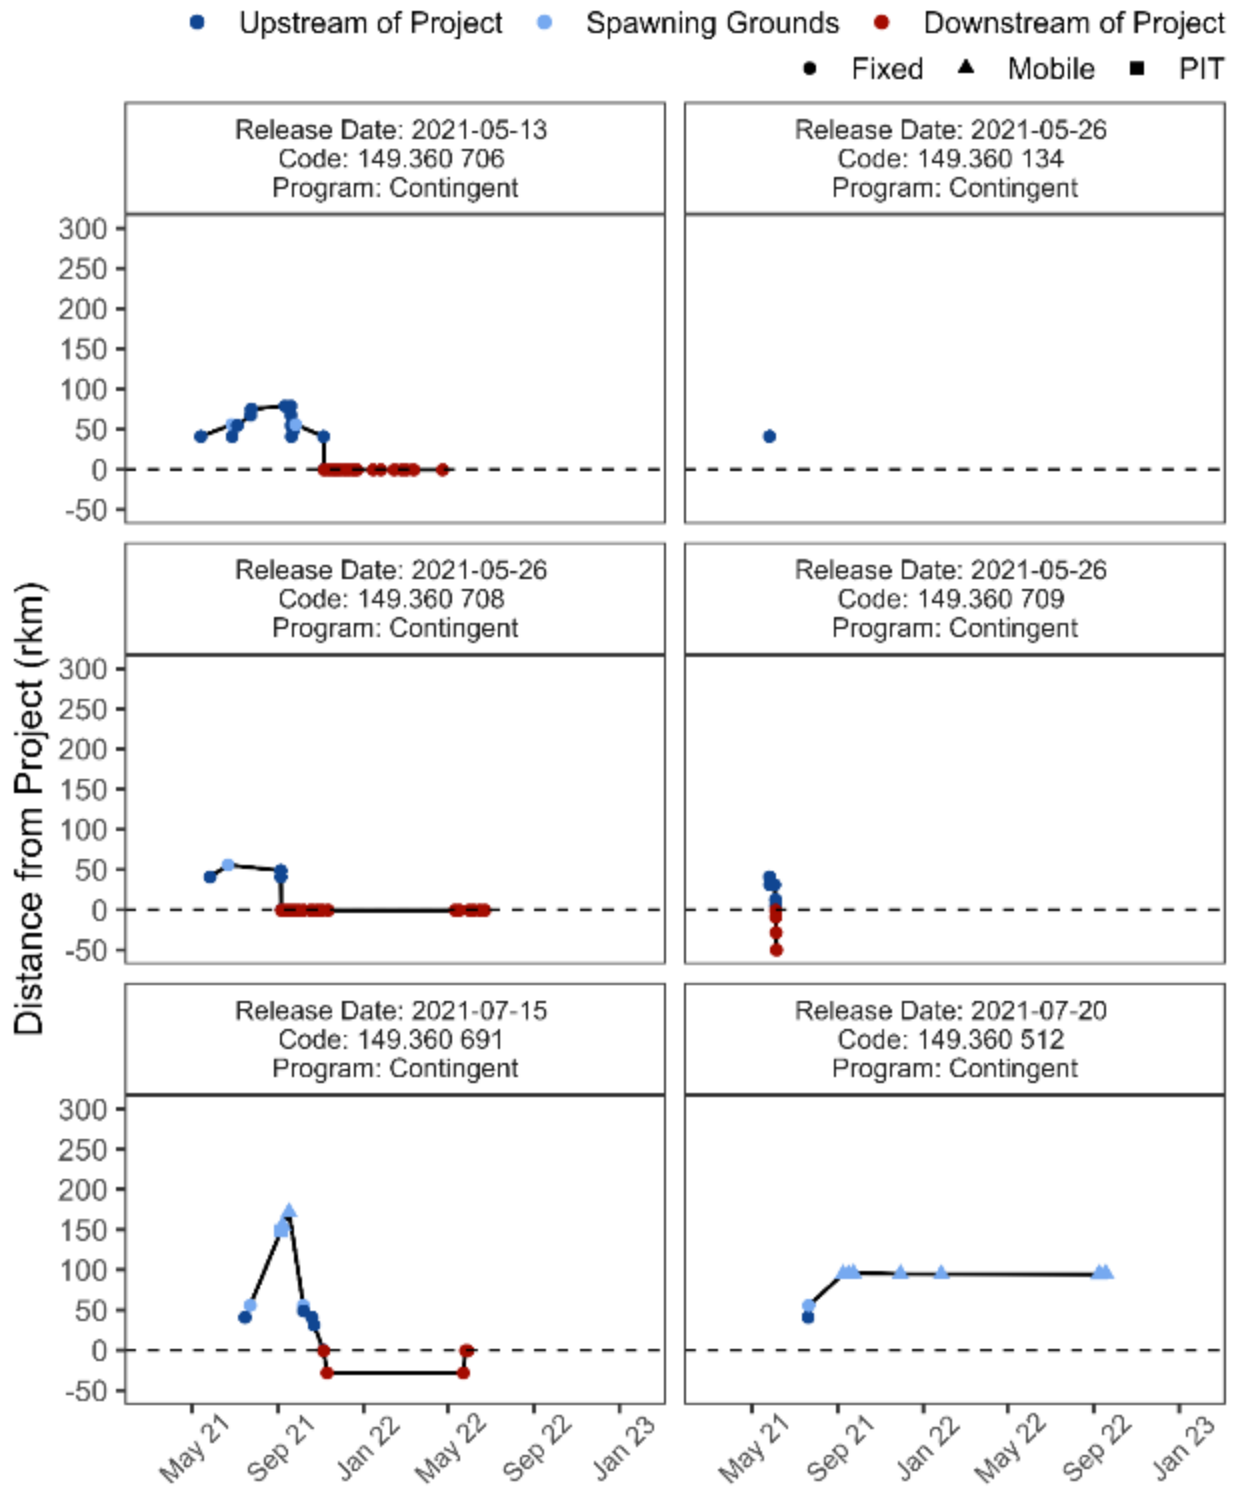 Upstream of Project Spawning Grounds Downstream of Project
Fixed Mobile PIT
Release Date: 2021-05-13
Code: 149.360 706
Program: Contingent
Release Date: 2021-05-26
Code: 149.360 134
Program: Contingent
300
250
200
150
100
50
0
-50
Release Date: 2021-05-26
Code: 149.360 708
Program: Contingent
Release Date: 2021-05-26
Code: 149.360 709
Program: Contingent
300
250
200
150
100
50
0
-50
Distance from Project (rkm)
Release Date: 2021-07-15
Code: 149.360 691
Program: Contingent
Release Date: 2021-07-20
Code: 149.360 512
Program: Contingent
300
250
200
150
100
50
0
-50
May 21 Sep 21 Jan 22 May 22 Sep 22 Jan 23
May 21 Sep 21 Jan 22 May 22 Sep 22 Jan 23